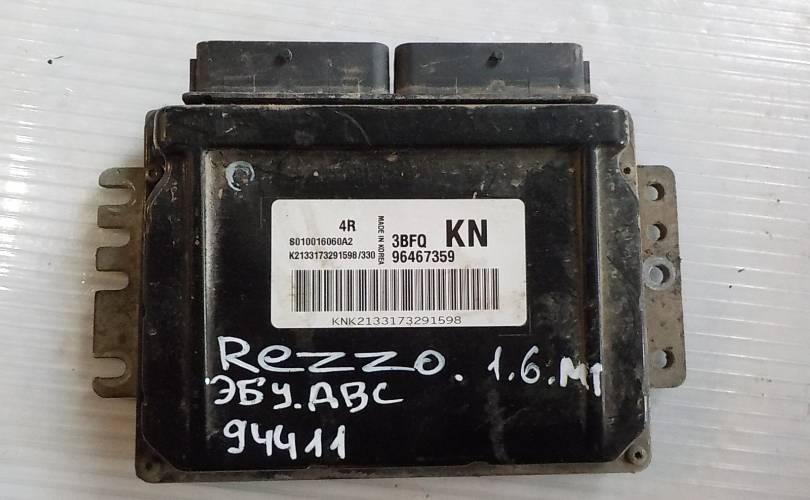 4R
S010016060A2
K2133173291598/330
MADE IN KOREA
3BFQ KN
96467359
KNK2133173291598
Rezzo. 1.6.MT
ЭБУ.ДВС
94411